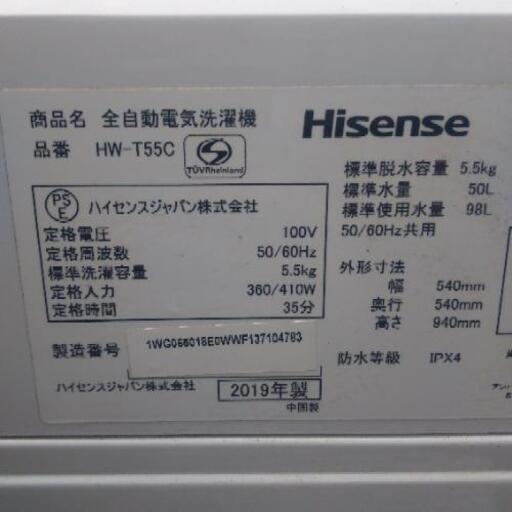 商品名 全自動電気洗濯機
Hisense
品番 HW-T55C
TÜVRheinland
PS
E
ハイセンスジャパン株式会社
定格電圧 100V
定格周波数 50/60Hz
標準洗濯容量 5.5kg
定格入力 360/410W
定格時間 35分
標準脱水容量 5.5kg
標準水量 50L
標準使用水量 98L
50/60Hz共用
外形寸法
幅 540mm
奥行 540mm
高さ 940mm
防水等級 IPX4
製造番号
ハイセンスジャパン株式会社
2019年製
中国製